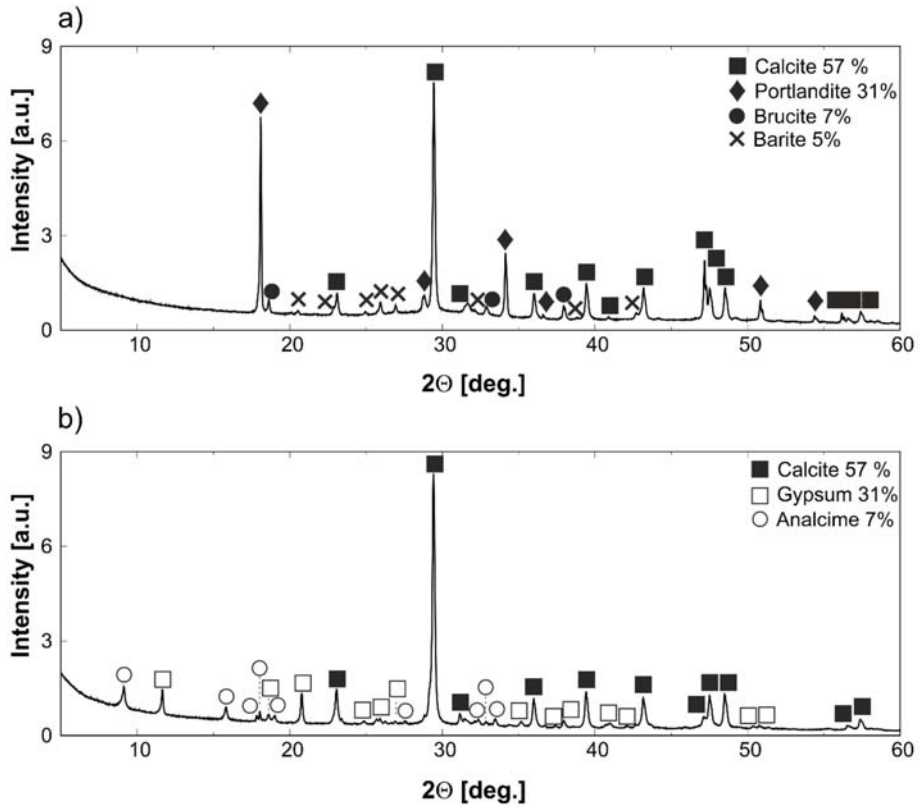 a)
9
6
3
0
Intensity [a.u.]
Calcite 57 %
Portlandite 31%
Brucite 7%
Barite 5%
10 20 30 40 50 60
2Θ [deg.]
b)
9
6
3
0
Intensity [a.u.]
Calcite 57 %
Gypsum 31%
Analcime 7%
10 20 30 40 50 60
2Θ [deg.]